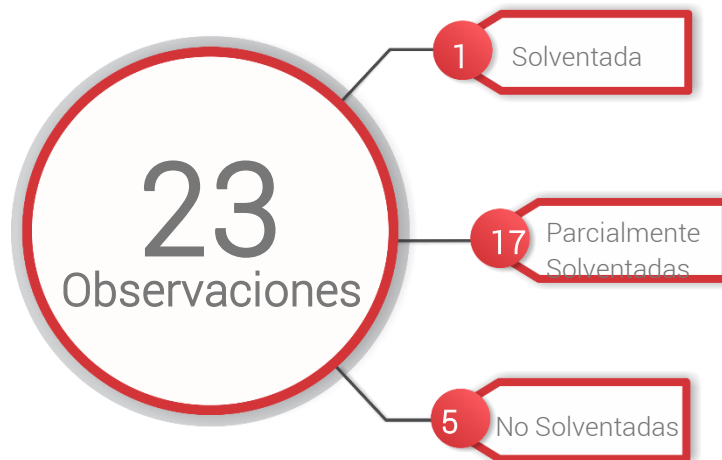 23
Observaciones
1
Solventada
17
Parcialmente
Solventadas
5
No Solventadas